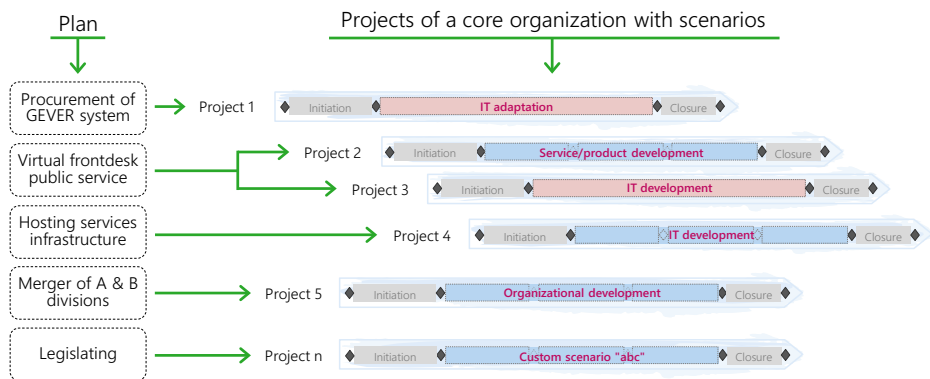 Plan
Projects of a core organization with scenarios
Procurement of
GEVER system
Project 1
Initiation
IT adaptation
Closure
Virtual frontdesk
public service
Project 2
Initiation
Service/product development
Closure
Project 3
Initiation
IT development
Closure
Hosting services
infrastructure
Project 4
Initiation
IT development
Closure
Merger of A & B
divisions
Project 5
Initiation
Organizational development
Closure
Legislating
Project n
Initiation
Custom scenario "abc"
Closure